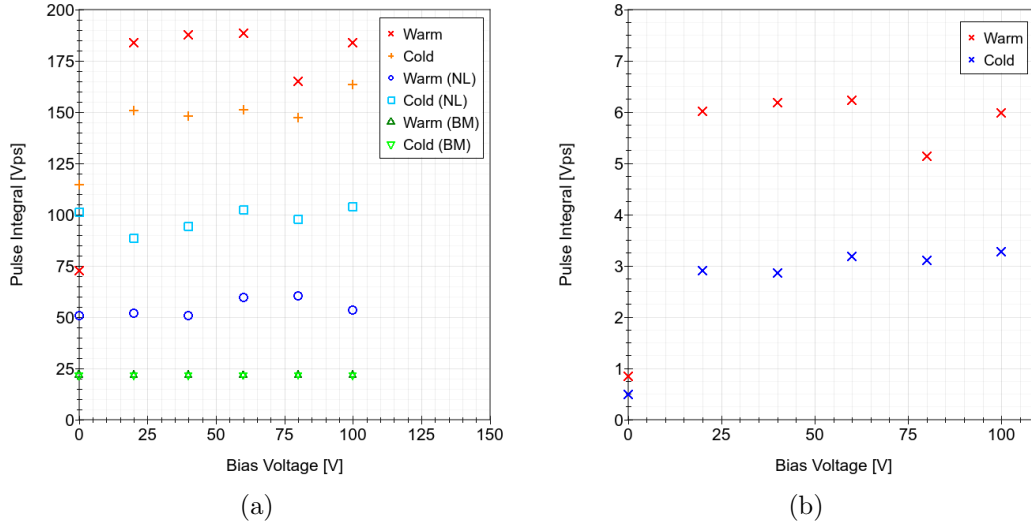 Pulse Integral [Vps]
200
175
150
125
100
75
50
25
0
0 25 50 75 100 125 150
Bias Voltage [V]
Warm
Cold
Warm (NL)
Cold (NL)
Warm (BM)
Cold (BM)
(a)
Pulse Integral [Vps]
8
7
6
5
4
3
2
1
0
0 25 50 75 100
Bias Voltage [V]
Warm
Cold
(b)